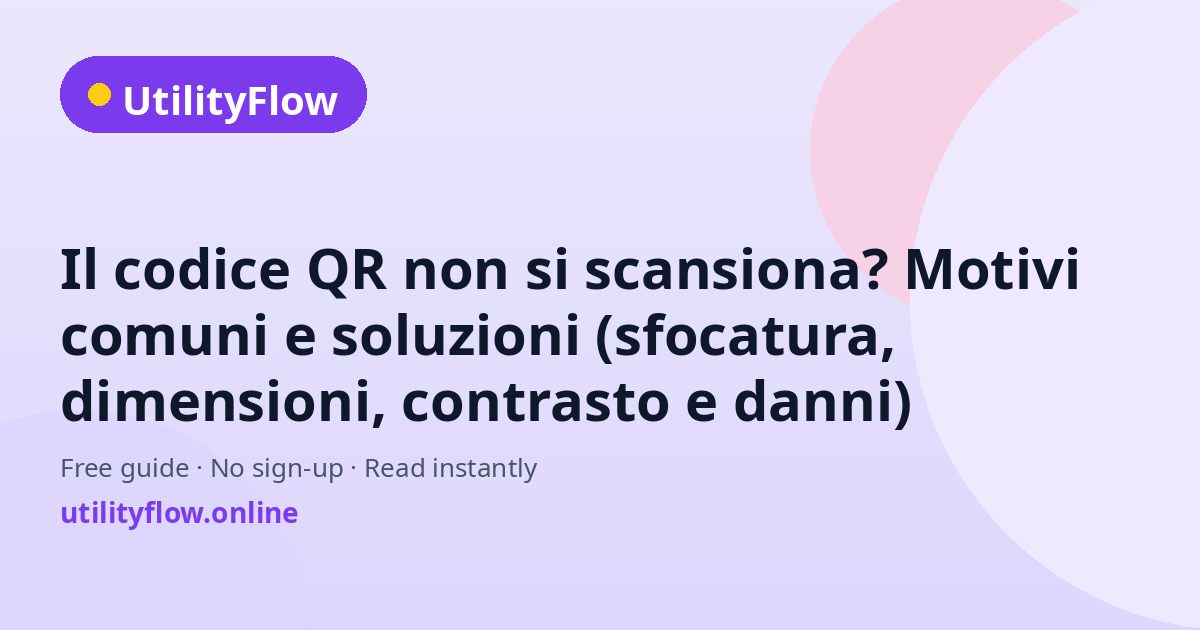 UtilityFlow
Il codice QR non si scansiona? Motivi
comuni e soluzioni (sfocatura,
dimensioni, contrasto e danni)
Free guide · No sign-up · Read instantly
utilityflow.online